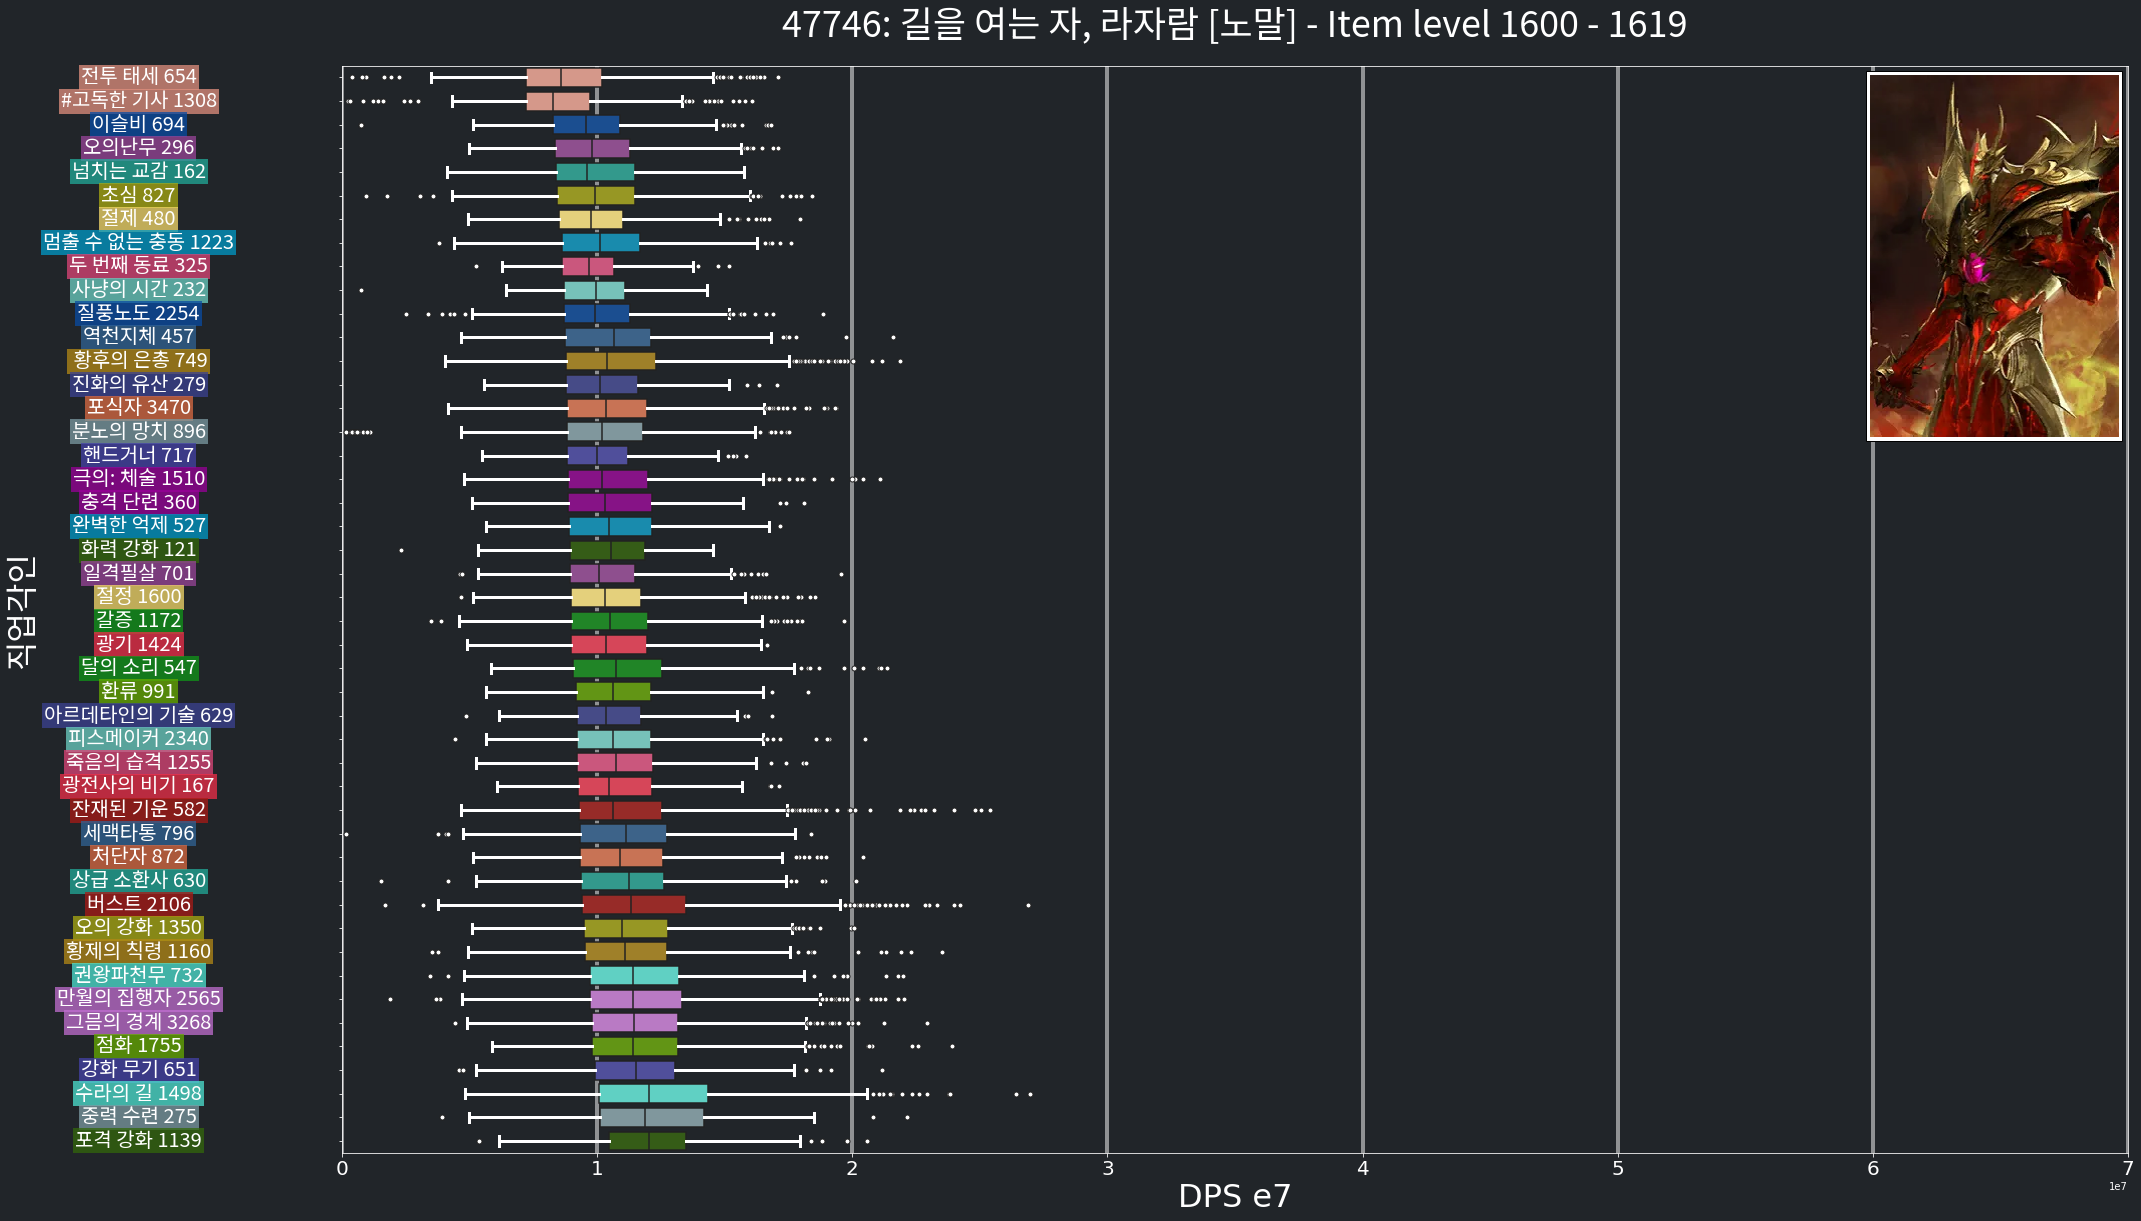 47746: 길을 여는 자, 라자람 [노말] - Item level 1600 - 1619
직업각인
전투 태세 654
#고독한 기사 1308
이슬비 694
오의난무 296
넘치는 교감 162
초심 827
절제 480
멈출 수 없는 충동 1223
두 번째 동료 325
사냥의 시간 232
질풍노도 2254
역천지체 457
황후의 은총 749
진화의 유산 279
포식자 3470
분노의 망치 896
핸드거너 717
극의: 체술 1510
충격 단련 360
완벽한 억제 527
화력 강화 121
일격필살 701
절정 1600
갈증 1172
광기 1424
달의 소리 547
환류 991
아르데타인의 기술 629
피스메이커 2340
죽음의 습격 1255
광전사의 비기 167
잔재된 기운 582
세맥타통 796
처단자 872
상급 소환사 630
버스트 2106
오의 강화 1350
황제의 칙령 1160
권왕파천무 732
만월의 집행자 2565
그믐의 경계 3268
점화 1755
강화 무기 651
수라의 길 1498
중력 수련 275
포격 강화 1139
0 1 2 3 4 5 6 7
1e7
DPS e7